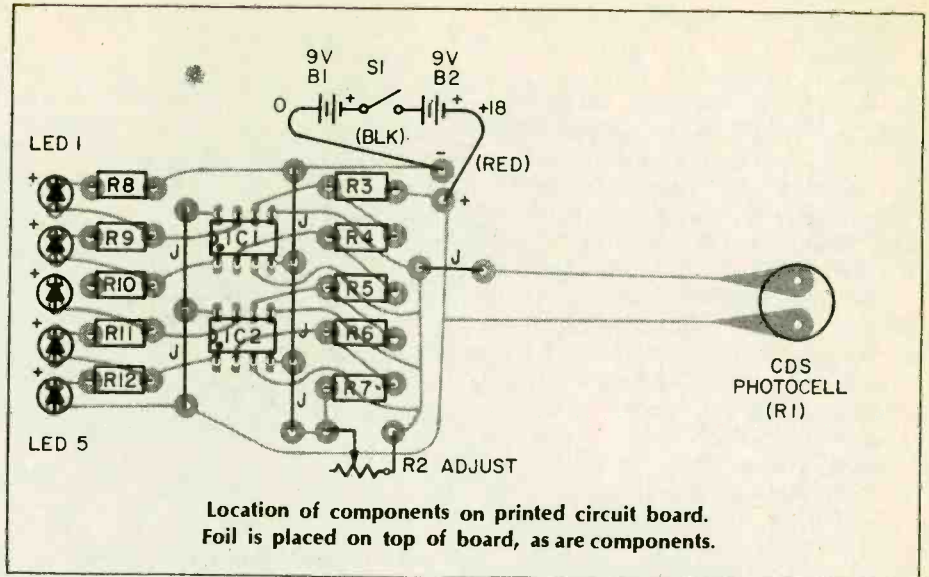 9V S1 9V
B1 B2
0 + + +18
(BLK) (RED)
LED 1
-
+ R8 R3 +
+ R9 J IC1 R4 J
R10 R5
+ R11 J IC2 J R6
+ R12 R7
J
CDS
PHOTOCELL
(R1)
LED 5
R2 ADJUST
Location of components on printed circuit board.
Foil is placed on top of board, as are components.